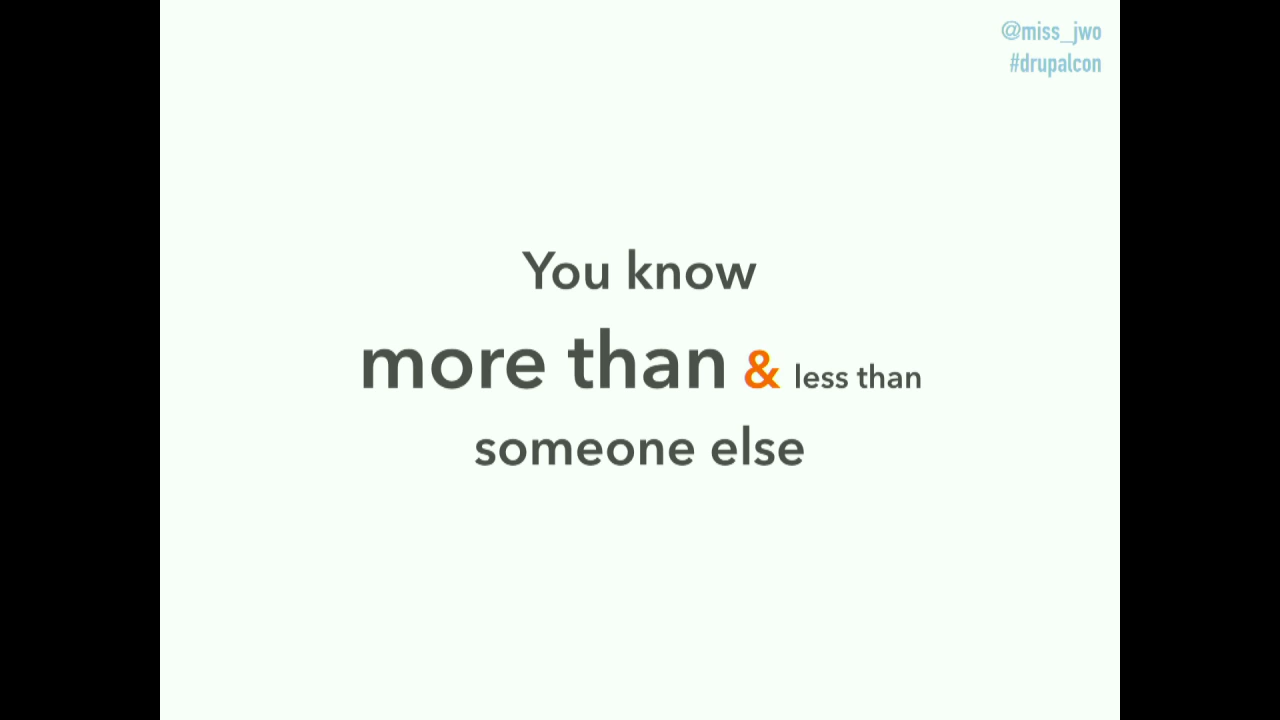 @miss_jwo
#drupalcon
You know
more than & less than
someone else